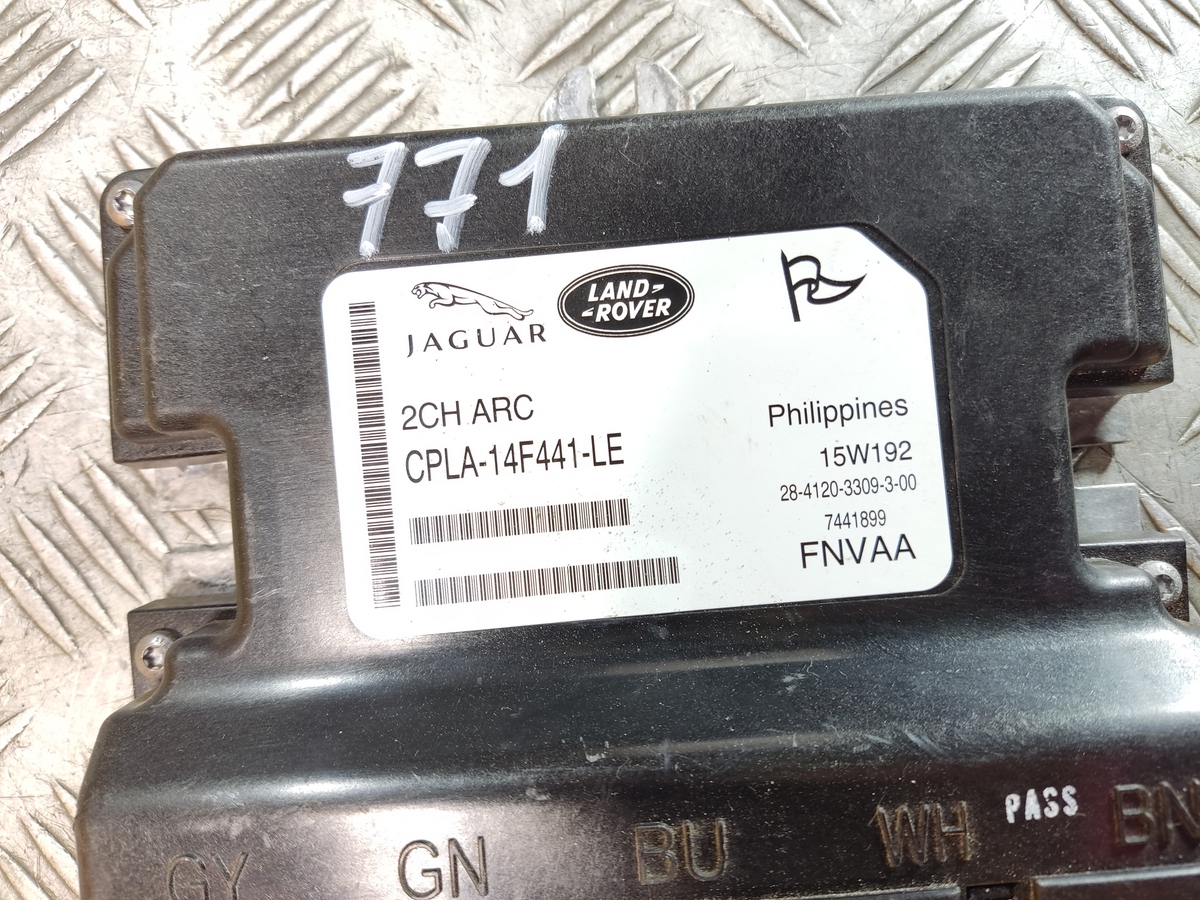 771
JAGUAR
LAND-
-ROVER
2CH ARC
CPLA-14F441-LE
Philippines
15W192
28-4120-3309-3-00
7441899
FNVAA
PASS
GY GN BU WH BN